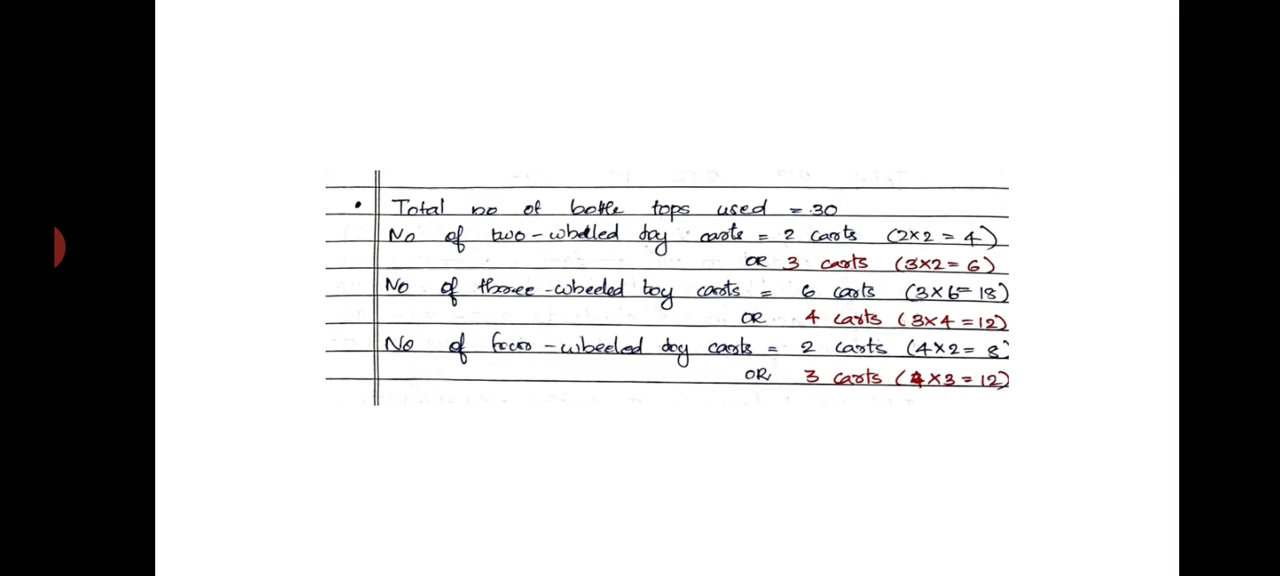 • Total no of bottle tops used = 30
No of two-wheeled toy carts = 2 carts (2×2 = 4)
OR 3 carts (3×2 = 6)
No of three-wheeled toy carts = 6 carts (3×6 = 18)
OR 4 carts (3×4 = 12)
No of four-wheeled toy carts = 2 carts (4×2 = 8)
OR 3 carts (4×3 = 12)